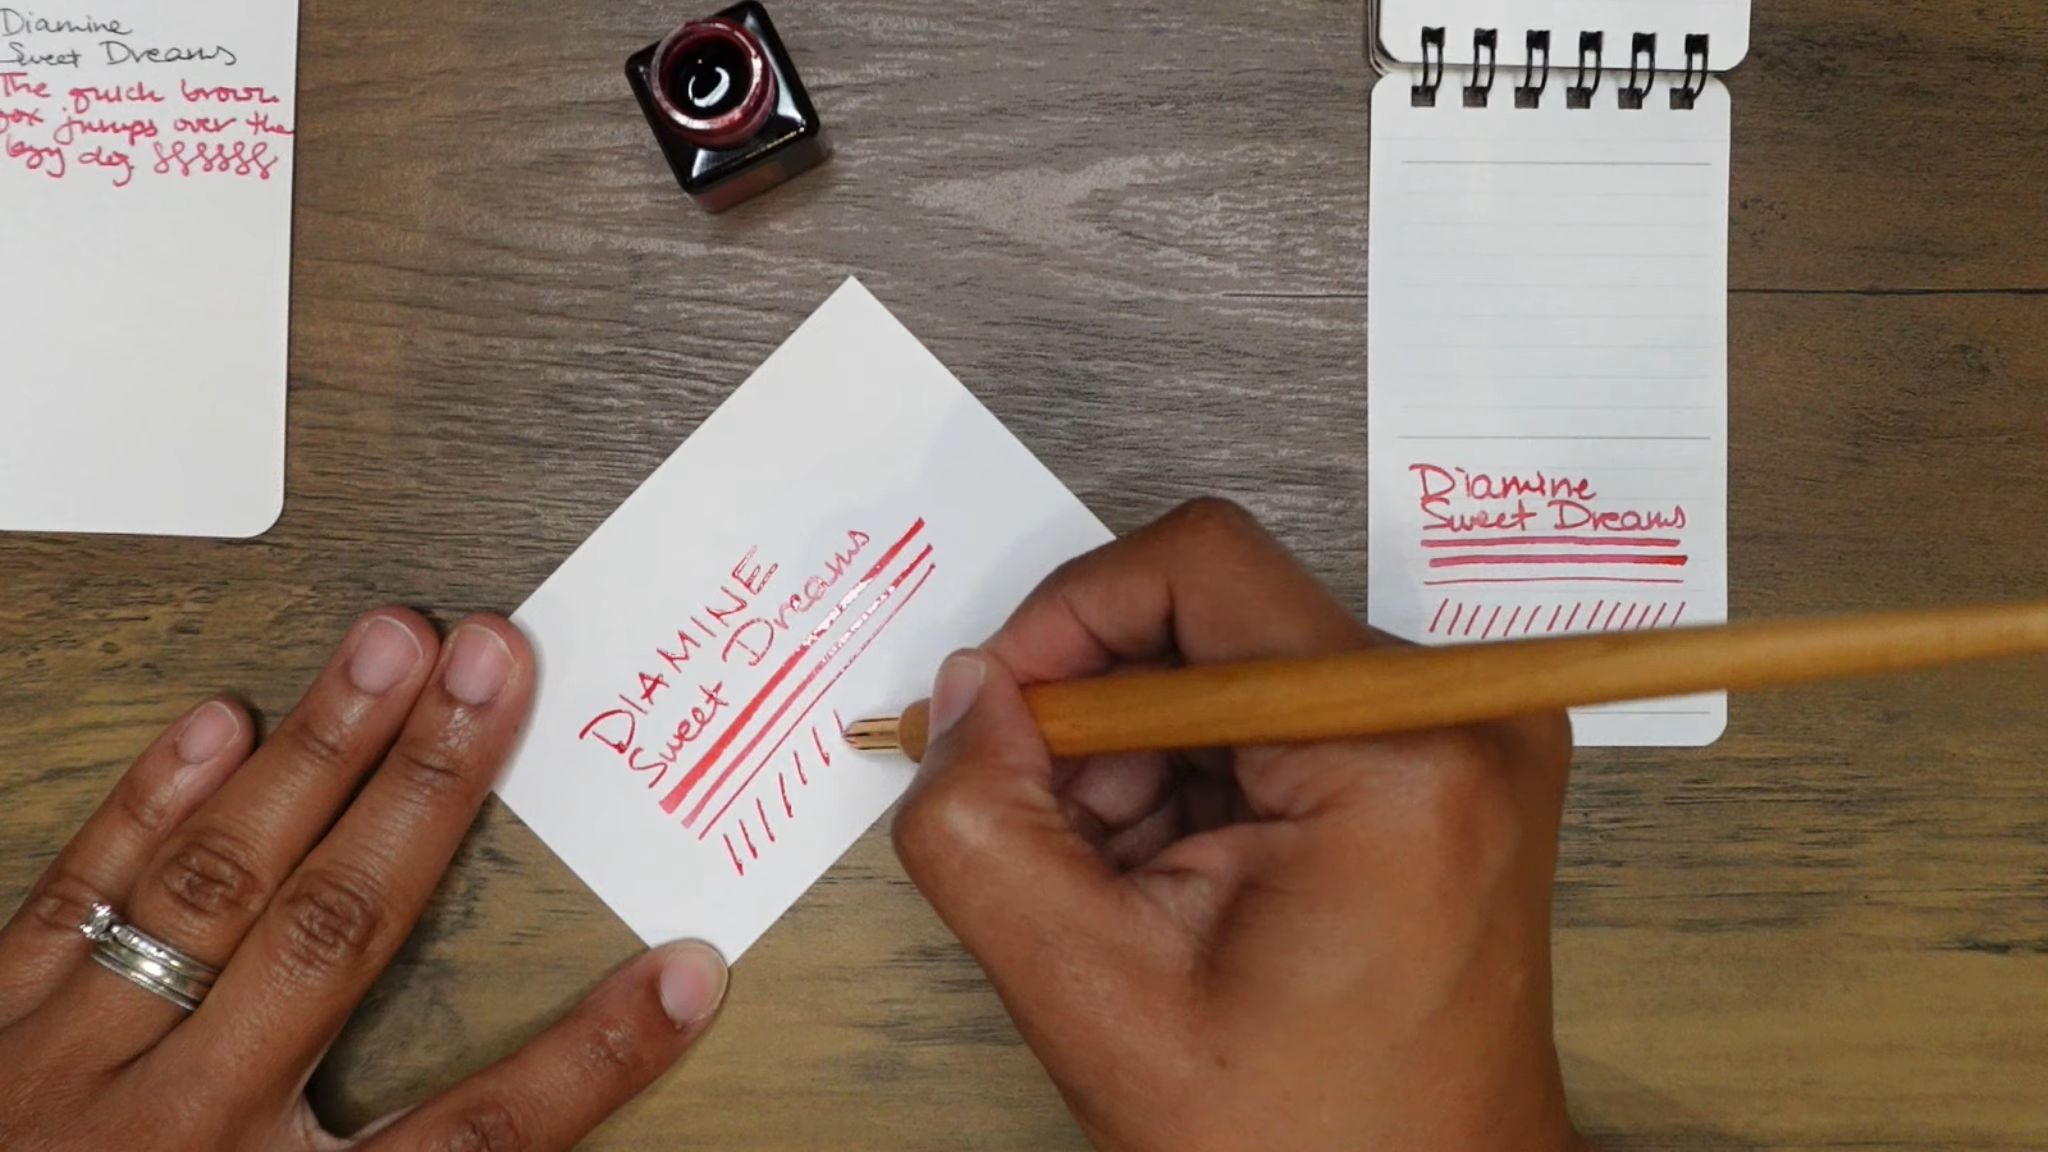 Diamine
Sweet Dreams
The quick brown
fox jumps over the
lazy dog
DIAMINE
Sweet Dreams
Diamine
Sweet Dreams